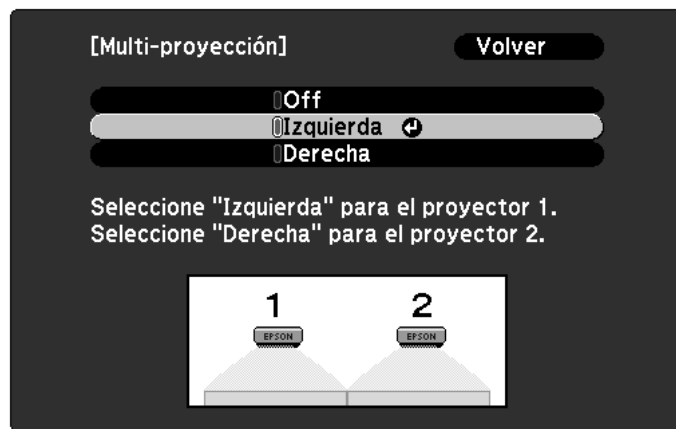 [Multi-proyección] Volver
Off
Izquierda
Derecha
Seleccione "Izquierda" para el proyector 1.
Seleccione "Derecha" para el proyector 2.
1 2
EPSON EPSON